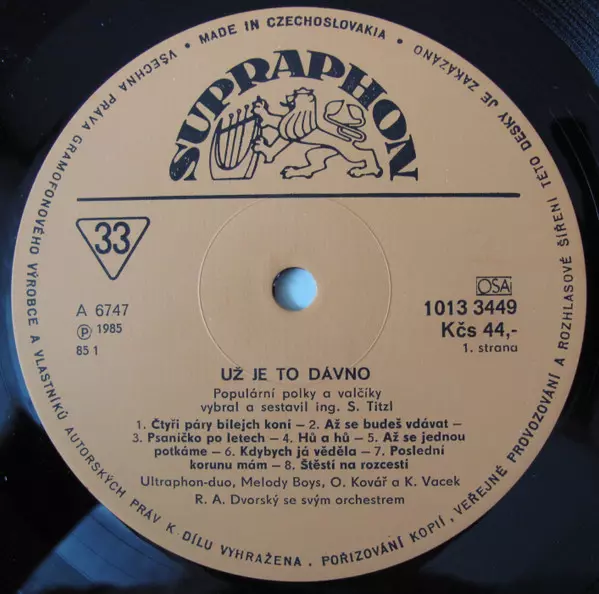 • MADE IN CZECHOSLOVAKIA •
VŠECHNA PRÁVA GRAMOFONOVÉHO VÝROBCE A VLASTNÍKŮ AUTORSKÝCH PRÁV K DÍLU VYHRAŽENA. POŘIZOVÁNÍ KOPIÍ, VEŘEJNÉ PROVOZOVÁNÍ A ROZHLASOVÉ ŠÍŘENÍ TÉTO DESKY JE ZAKÁZÁNO
SUPRAPHON
33
A 6747
Ⓟ 1985
85 1
OSA
1013 3449
Kčs 44,-
1. strana
UŽ JE TO DÁVNO
Populární polky a valčíky
vybral a sestavil ing. S. Titzl
1. Čtyři páry bílejch koní – 2. Až se budeš vdávat –
3. Psaníčko po letech – 4. Hů a hů – 5. Až se jednou
potkáme – 6. Kdybych já věděla – 7. Poslední
korunu mám – 8. Štěstí na rozcestí
Ultraphon-duo, Melody Boys, O. Kovář a K. Vacek
R. A. Dvorský se svým orchestrem